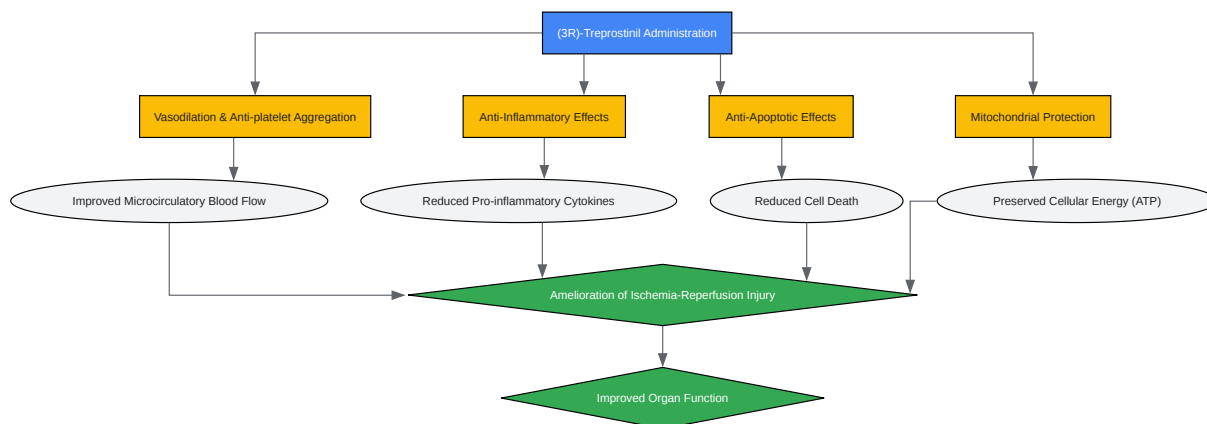 (3R)-Treprostinil Administration
Vasodilation & Anti-platelet Aggregation
Anti-Inflammatory Effects
Anti-Apoptotic Effects
Mitochondrial Protection
Improved Microcirculatory Blood Flow
Reduced Pro-inflammatory Cytokines
Reduced Cell Death
Preserved Cellular Energy (ATP)
Amelioration of Ischemia-Reperfusion Injury
Improved Organ Function